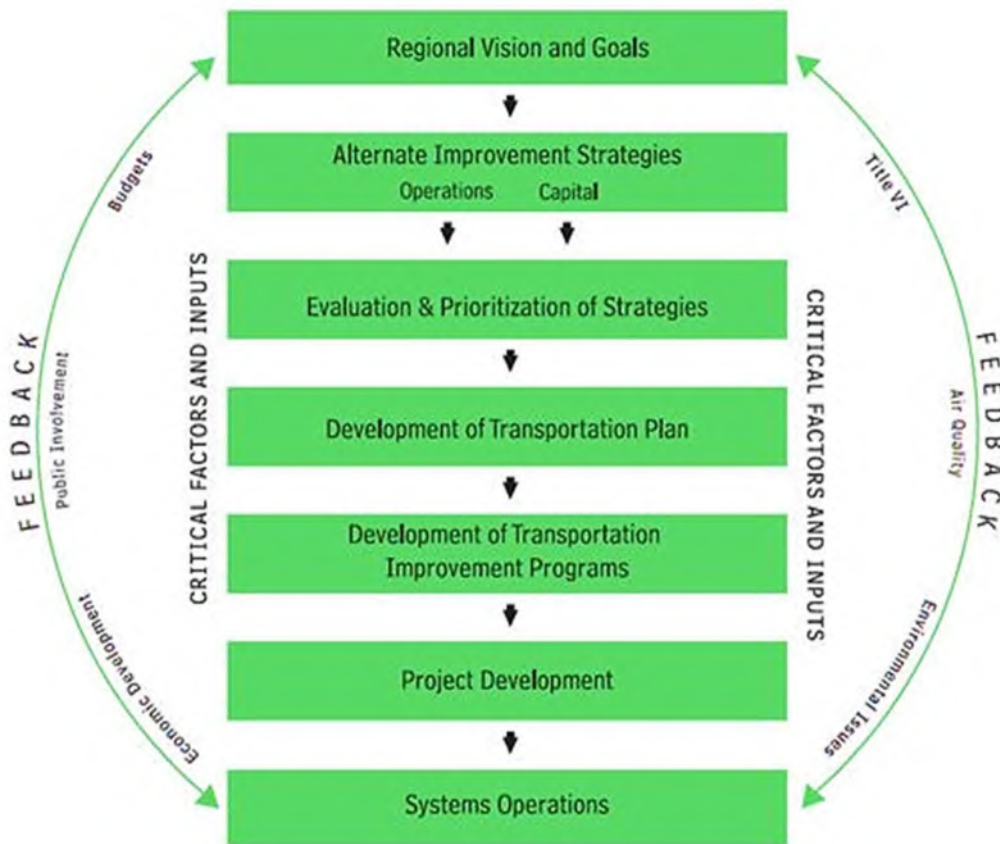 Regional Vision and Goals
Alternate Improvement Strategies
Operations Capital
Evaluation & Prioritization of Strategies
Development of Transportation Plan
Development of Transportation
Improvement Programs
Project Development
Systems Operations
FEEDBACK
Budgets
Public Involvement
Economic Development
CRITICAL FACTORS AND INPUTS
CRITICAL FACTORS AND INPUTS
Title VI
Air Quality
Environmental Issues
FEEDBACK